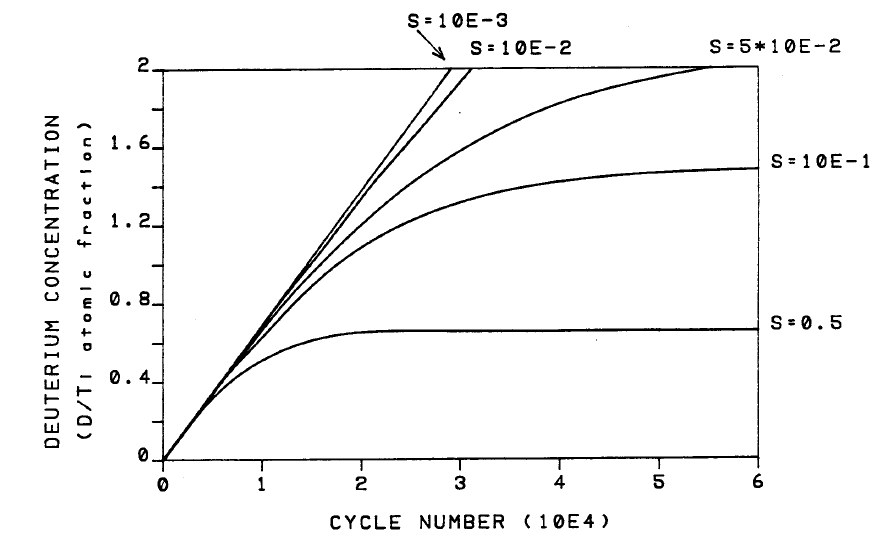 S=10E-3
S=10E-2
S=5*10E-2
2
1.6
1.2
0.8
0.4
0
S=10E-1
S=0.5
DEUTERIUM CONCENTRATION
(D/Ti atomic fraction)
0 1 2 3 4 5 6
CYCLE NUMBER (10E4)